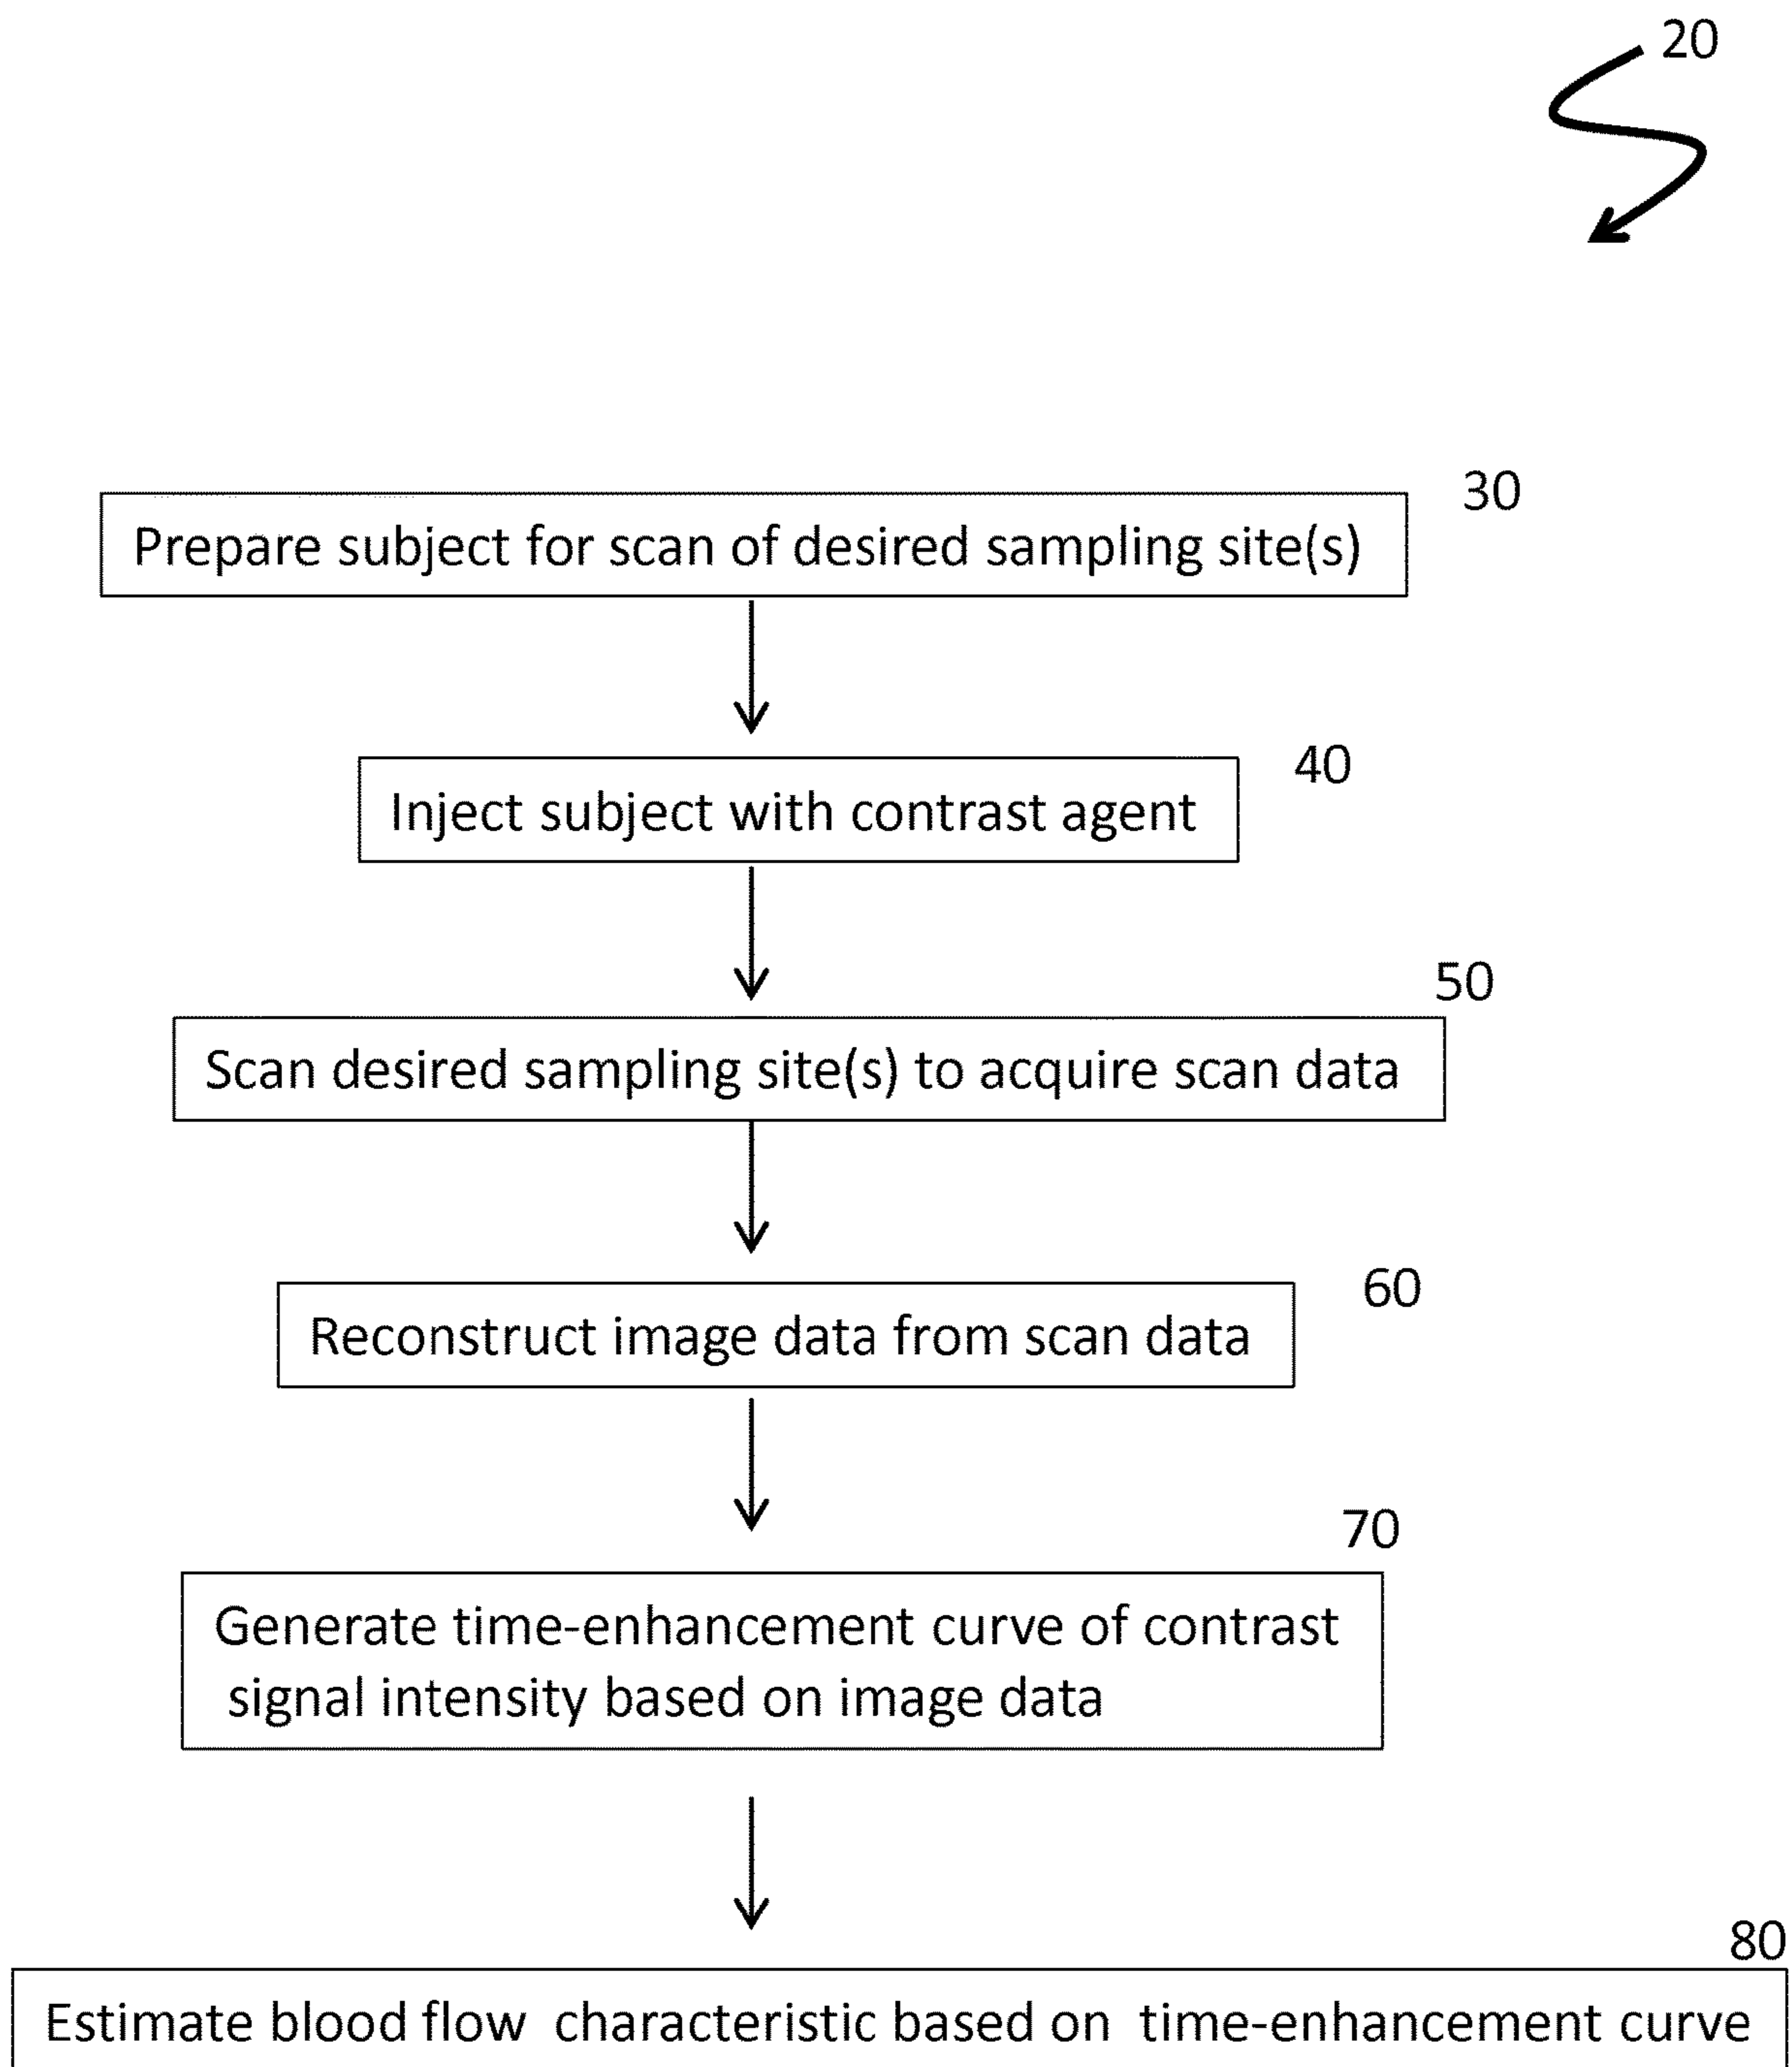 20
30
Prepare subject for scan of desired sampling site(s)
40
Inject subject with contrast agent
50
Scan desired sampling site(s) to acquire scan data
60
Reconstruct image data from scan data
70
Generate time-enhancement curve of contrast
signal intensity based on image data
80
Estimate blood flow characteristic based on time-enhancement curve